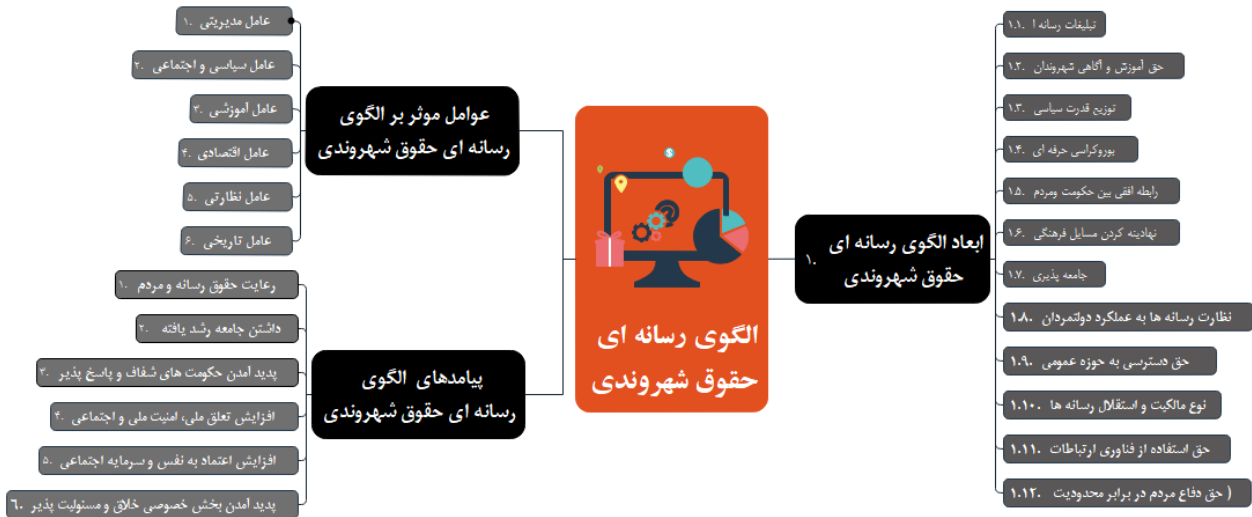 الگوی رسانه ای
حقوق شهروندی
۱. ابعاد الگوی رسانه ای
حقوق شهروندی
۱.۱. تبلیغات رسانه ا
۱.۲. حق آموزش و آگاهی شهروندان
۱.۳. توزیع قدرت سیاسی
۱.۴. بوروکراسی حرفه ای
۱.۵. رابطه افقی بین حکومت ومردم
۱.۶. نهادینه کردن مسایل فرهنگی
۱.۷. جامعه پذیری
۱.۸. نظارت رسانه ها به عملکرد دولتمردان
۱.۹. حق دسترسی به حوزه عمومی
۱.۱۰. نوع مالکیت و استقلال رسانه ها
۱.۱۱. حق استفاده از فناوری ارتباطات
۱.۱۲. حق دفاع مردم در برابر محدودیت (
عوامل موثر بر الگوی
رسانه ای حقوق شهروندی
۱. عامل مدیریتی
۲. عامل سیاسی و اجتماعی
۳. عامل آموزشی
۴. عامل اقتصادی
۵. عامل نظارتی
۶. عامل تاریخی
پیامدهای الگوی
رسانه ای حقوق شهروندی
۱. رعایت حقوق رسانه و مردم
۲. داشتن جامعه رشد یافته
۳. پدید آمدن حکومت های شفاف و پاسخ پذیر
۴. افزایش تعلق ملی، امنیت ملی و اجتماعی
۵. افزایش اعتماد به نفس و سرمایه اجتماعی
۶. پدید آمدن بخش خصوصی خلاق و مسئولیت پذیر